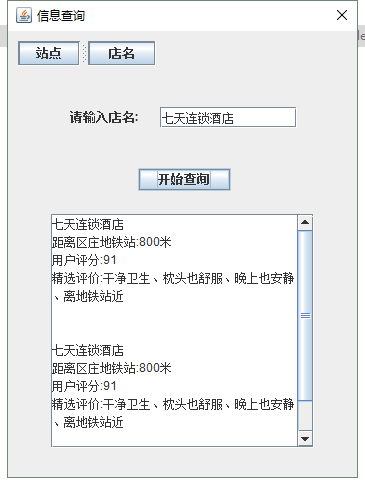 信息查询
站点 店名
请输入店名: 七天连锁酒店
开始查询
七天连锁酒店
距离区庄地铁站:800米
用户评分:91
精选评价:干净卫生、枕头也舒服、晚上也安静
、离地铁站近
七天连锁酒店
距离区庄地铁站:800米
用户评分:91
精选评价:干净卫生、枕头也舒服、晚上也安静
、离地铁站近